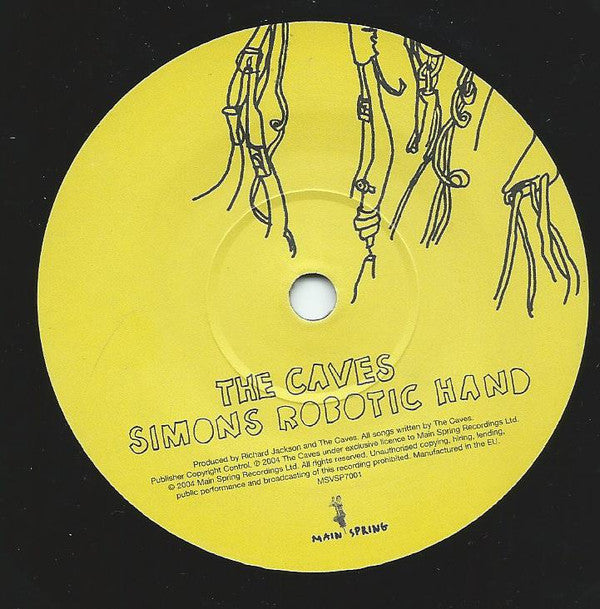 THE CAVES
SIMONS ROBOTIC HAND
Produced by Richard Jackson and The Caves. All songs written by The Caves.
Publisher Copyright Control. ℗ 2004 The Caves under exclusive licence to Main Spring Recordings Ltd.
© 2004 Main Spring Recordings Ltd. All rights reserved. Unauthorised copying, hiring, lending,
public performance and broadcasting of this recording prohibited. Manufactured in the EU.
MSVSP7001
MAIN SPRING